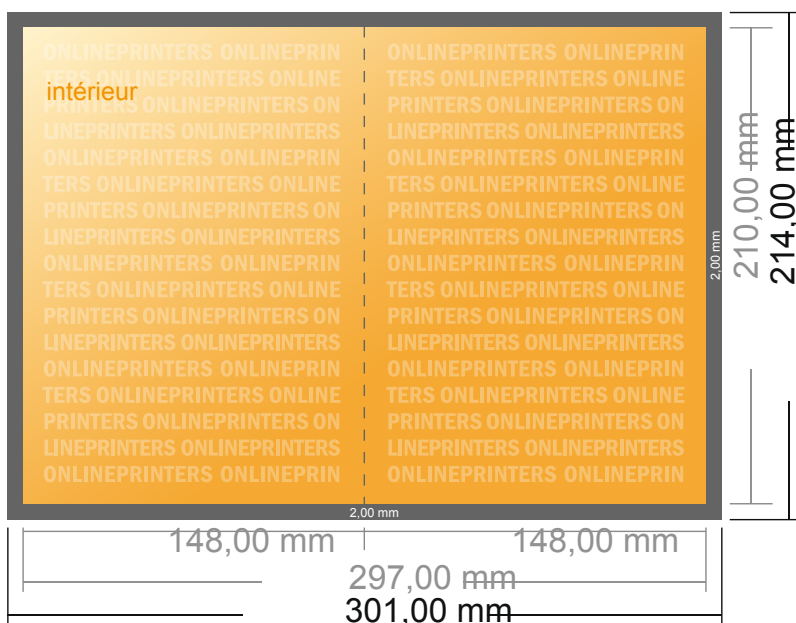 ONLINEPRINTERS ONLINEPRIN
TERS ONLINEPRINTERS ONLINE
intérieur
PRINTERS ONLINEPRINTERS ON
LINEPRINTERS ONLINEPRINTERS
ONLINEPRINTERS ONLINEPRIN
TERS ONLINEPRINTERS ONLINE
PRINTERS ONLINEPRINTERS ON
LINEPRINTERS ONLINEPRINTERS
ONLINEPRINTERS ONLINEPRIN
TERS ONLINEPRINTERS ONLINE
PRINTERS ONLINEPRINTERS ON
LINEPRINTERS ONLINEPRINTERS
ONLINEPRINTERS ONLINEPRIN
TERS ONLINEPRINTERS ONLINE
PRINTERS ONLINEPRINTERS ON
LINEPRINTERS ONLINEPRINTERS
ONLINEPRINTERS ONLINEPRIN
ONLINEPRINTERS ONLINEPRIN
TERS ONLINEPRINTERS ONLINE
PRINTERS ONLINEPRINTERS ON
LINEPRINTERS ONLINEPRINTERS
ONLINEPRINTERS ONLINEPRIN
TERS ONLINEPRINTERS ONLINE
PRINTERS ONLINEPRINTERS ON
LINEPRINTERS ONLINEPRINTERS
ONLINEPRINTERS ONLINEPRIN
TERS ONLINEPRINTERS ONLINE
PRINTERS ONLINEPRINTERS ON
LINEPRINTERS ONLINEPRINTERS
ONLINEPRINTERS ONLINEPRIN
TERS ONLINEPRINTERS ONLINE
PRINTERS ONLINEPRINTERS ON
LINEPRINTERS ONLINEPRINTERS
ONLINEPRINTERS ONLINEPRIN
2,00 mm
210,00 mm
214,00 mm
2,00 mm
148,00 mm
148,00 mm
297,00 mm
301,00 mm